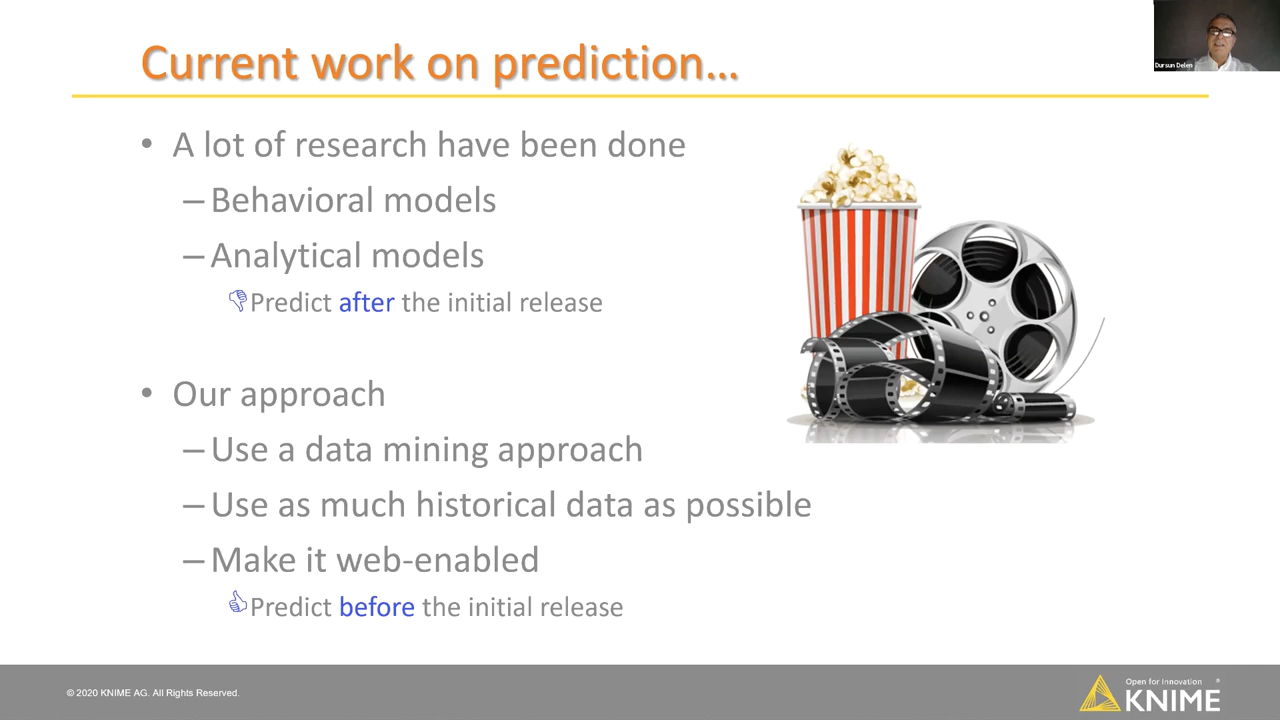 Current work on prediction...
Dursun Delen
• A lot of research have been done
– Behavioral models
– Analytical models
Predict after the initial release
• Our approach
– Use a data mining approach
– Use as much historical data as possible
– Make it web-enabled
Predict before the initial release
© 2020 KNIME AG. All Rights Reserved.
Open for Innovation ®
KNIME